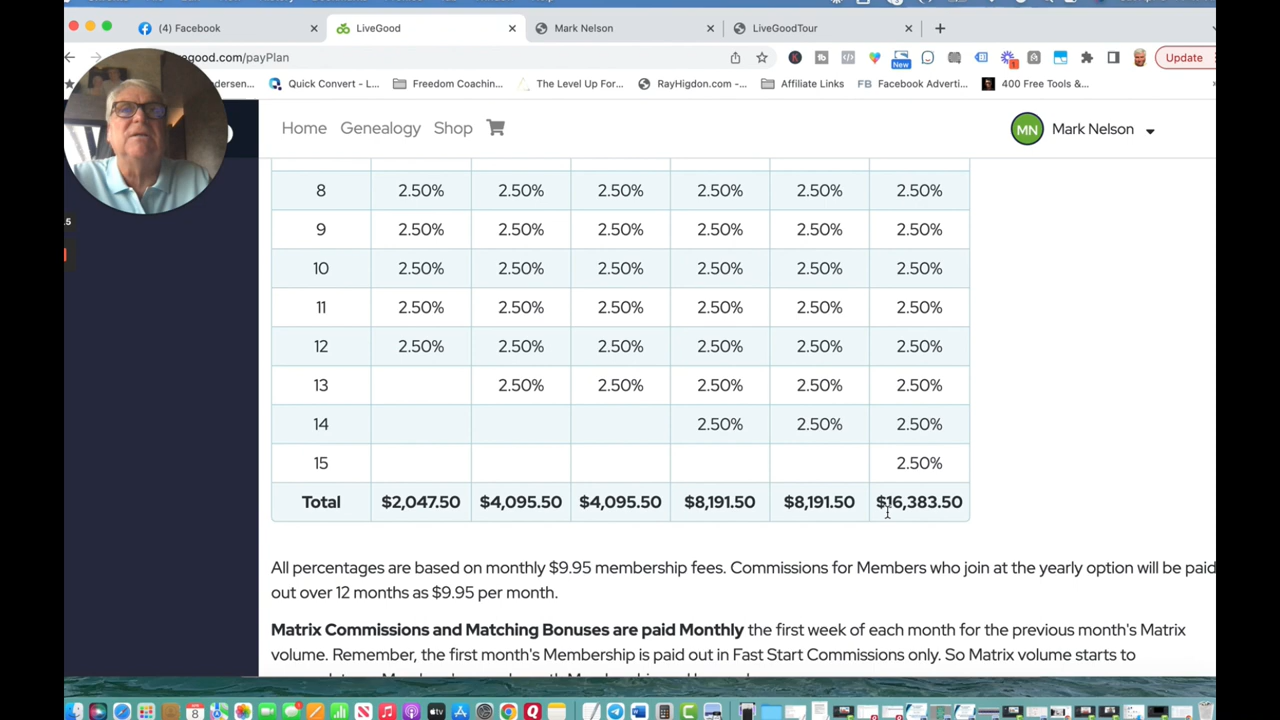 (4) Facebook
LiveGood
Mark Nelson
LiveGoodTour
egood.com/payPlan
New
1
Update
dersen...
Quick Convert - L...
Freedom Coachin...
The Level Up For...
RayHigdon.com -...
Affiliate Links
FB Facebook Adverti...
400 Free Tools &...
Home Genealogy Shop
MN Mark Nelson
8 2.50% 2.50% 2.50% 2.50% 2.50% 2.50%
9 2.50% 2.50% 2.50% 2.50% 2.50% 2.50%
10 2.50% 2.50% 2.50% 2.50% 2.50% 2.50%
11 2.50% 2.50% 2.50% 2.50% 2.50% 2.50%
12 2.50% 2.50% 2.50% 2.50% 2.50% 2.50%
13 2.50% 2.50% 2.50% 2.50% 2.50%
14 2.50% 2.50% 2.50%
15 2.50%
Total $2,047.50 $4,095.50 $4,095.50 $8,191.50 $8,191.50 $16,383.50
All percentages are based on monthly $9.95 membership fees. Commissions for Members who join at the yearly option will be paid
out over 12 months as $9.95 per month.
Matrix Commissions and Matching Bonuses are paid Monthly the first week of each month for the previous month's Matrix
volume. Remember, the first month's Membership is paid out in Fast Start Commissions only. So Matrix volume starts to